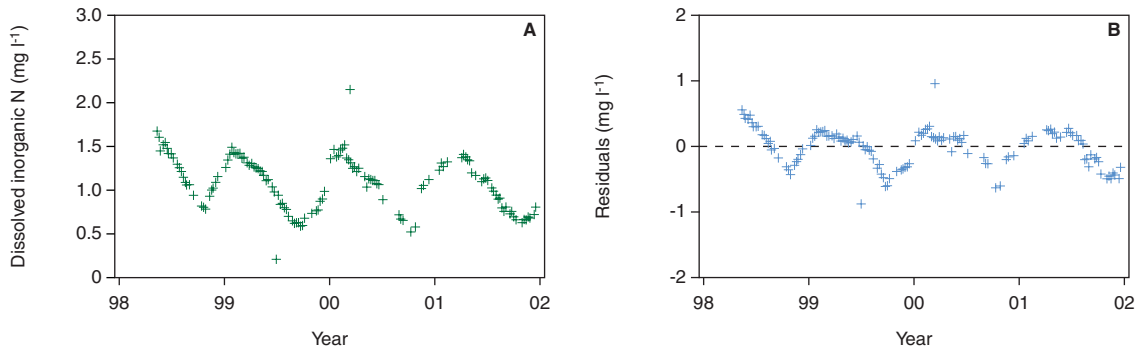 A
Dissolved inorganic N (mg l-1)
3.0
2.5
2.0
1.5
1.0
0.5
0
98 99 00 01 02
Year
B
Residuals (mg l-1)
2
1
0
-1
-2
98 99 00 01 02
Year